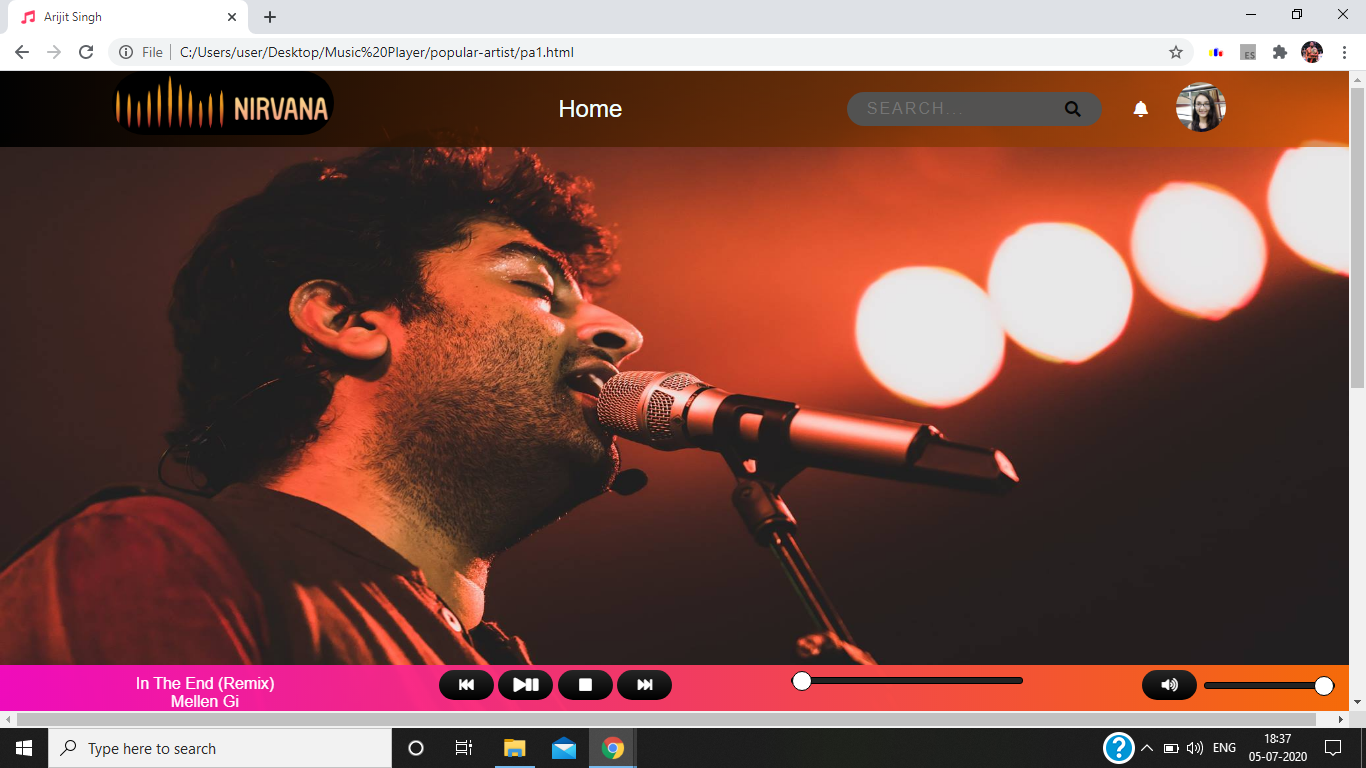 Arijit Singh
File
C:/Users/user/Desktop/Music%20Player/popular-artist/pa1.html
ES
NIRVANA
Home
SEARCH...
In The End (Remix)
Mellen Gi
Type here to search
?
ENG
18:37
05-07-2020